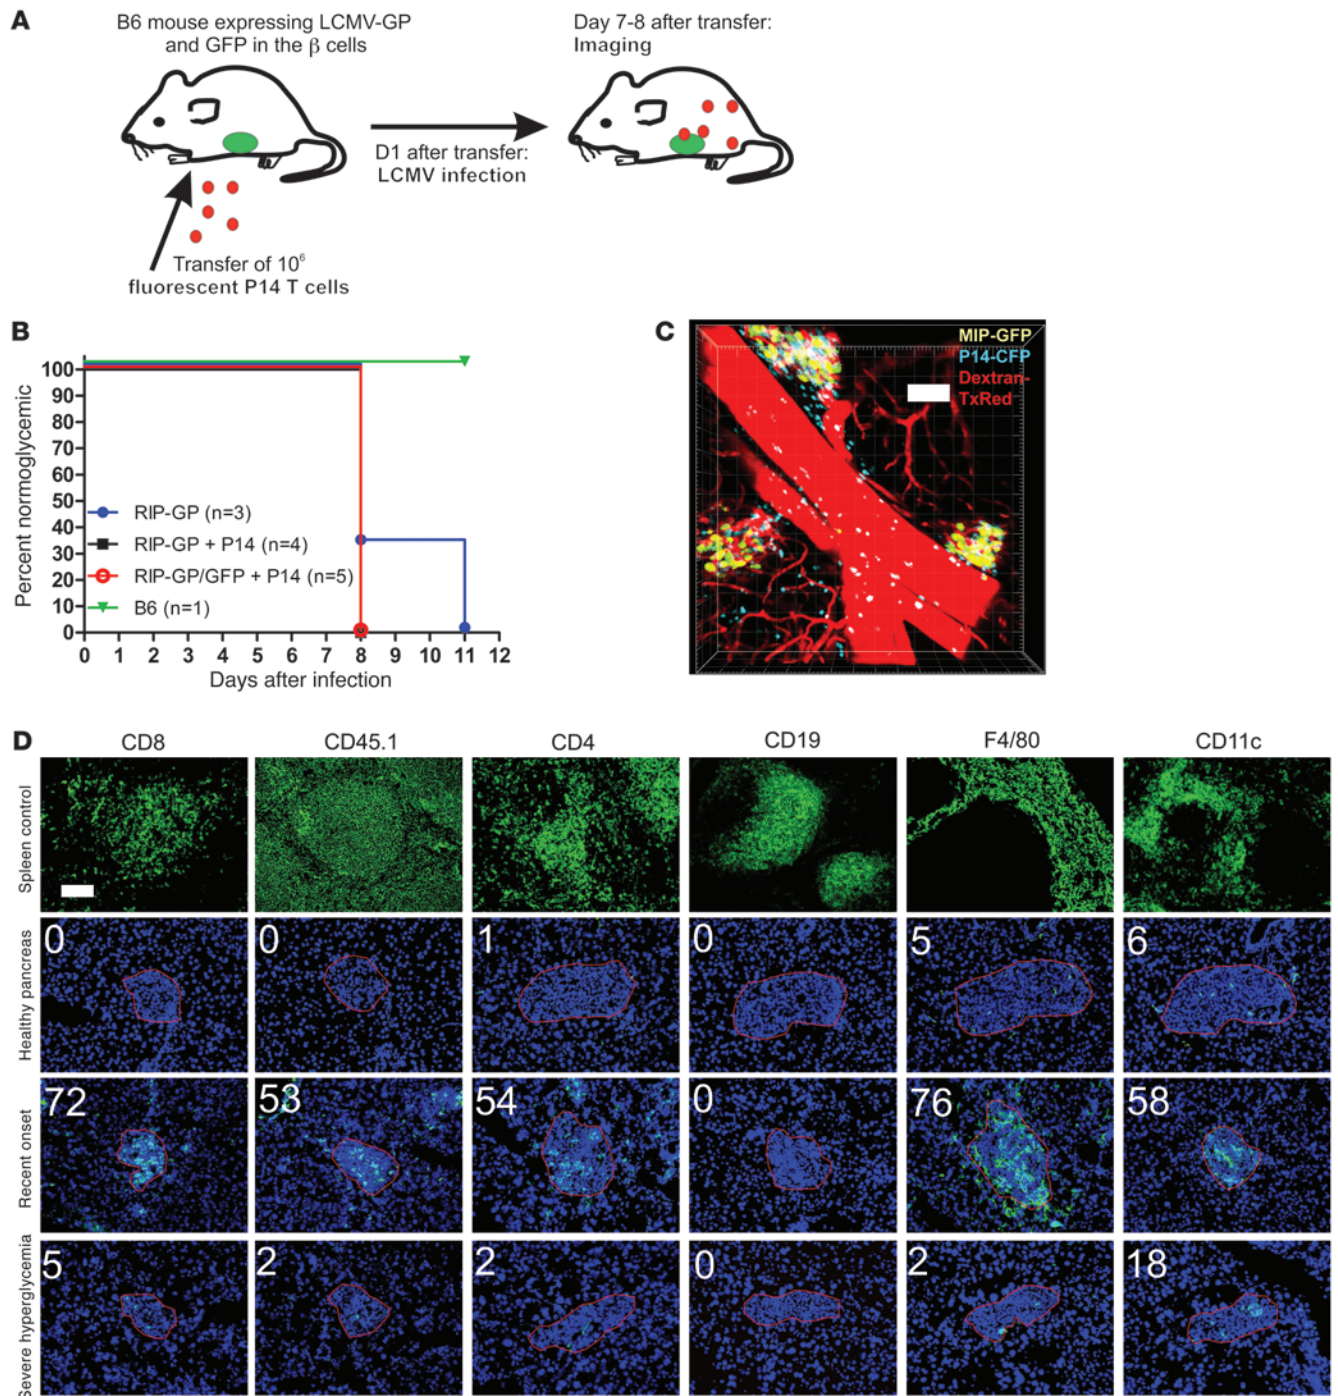 A
B6 mouse expressing LCMV-GP
and GFP in the β cells
Day 7-8 after transfer:
Imaging
D1 after transfer:
LCMV infection
Transfer of 10⁶
fluorescent P14 T cells
B
Percent normoglycemic
100
90
80
70
60
50
40
30
20
10
0
RIP-GP (n=3)
RIP-GP + P14 (n=4)
RIP-GP/GFP + P14 (n=5)
B6 (n=1)
0 1 2 3 4 5 6 7 8 9 10 11 12
Days after infection
C
MIP-GFP
P14-CFP
Dextran-
TxRed
D
CD8 CD45.1 CD4 CD19 F4/80 CD11c
Spleen control
Healthy pancreas
0 0 1 0 5 6
Recent onset
72 53 54 0 76 58
Severe hyperglycemia
5 2 2 0 2 18